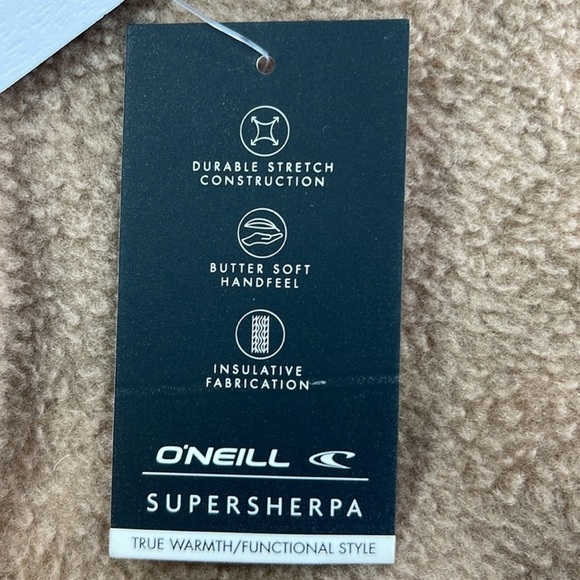 DURABLE STRETCH
CONSTRUCTION
BUTTER SOFT
HANDFEEL
INSULATIVE
FABRICATION
O'NEILL
SUPERSHERPA
TRUE WARMTH/FUNCTIONAL STYLE